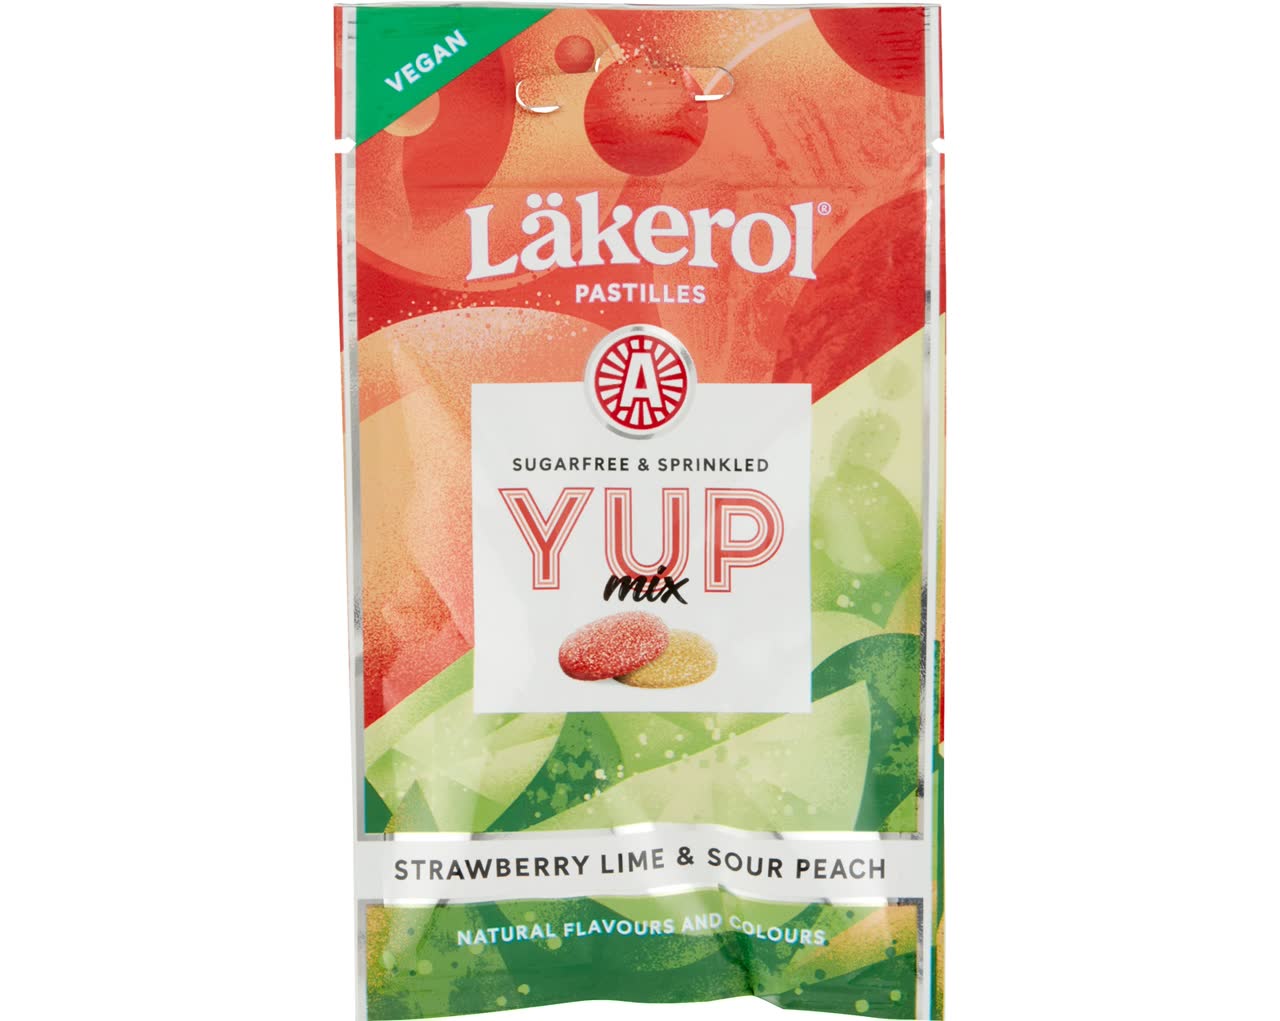 VEGAN
Läkerol®
PASTILLES
A
SUGARFREE & SPRINKLED
YUP
mix
STRAWBERRY LIME & SOUR PEACH
NATURAL FLAVOURS AND COLOURS